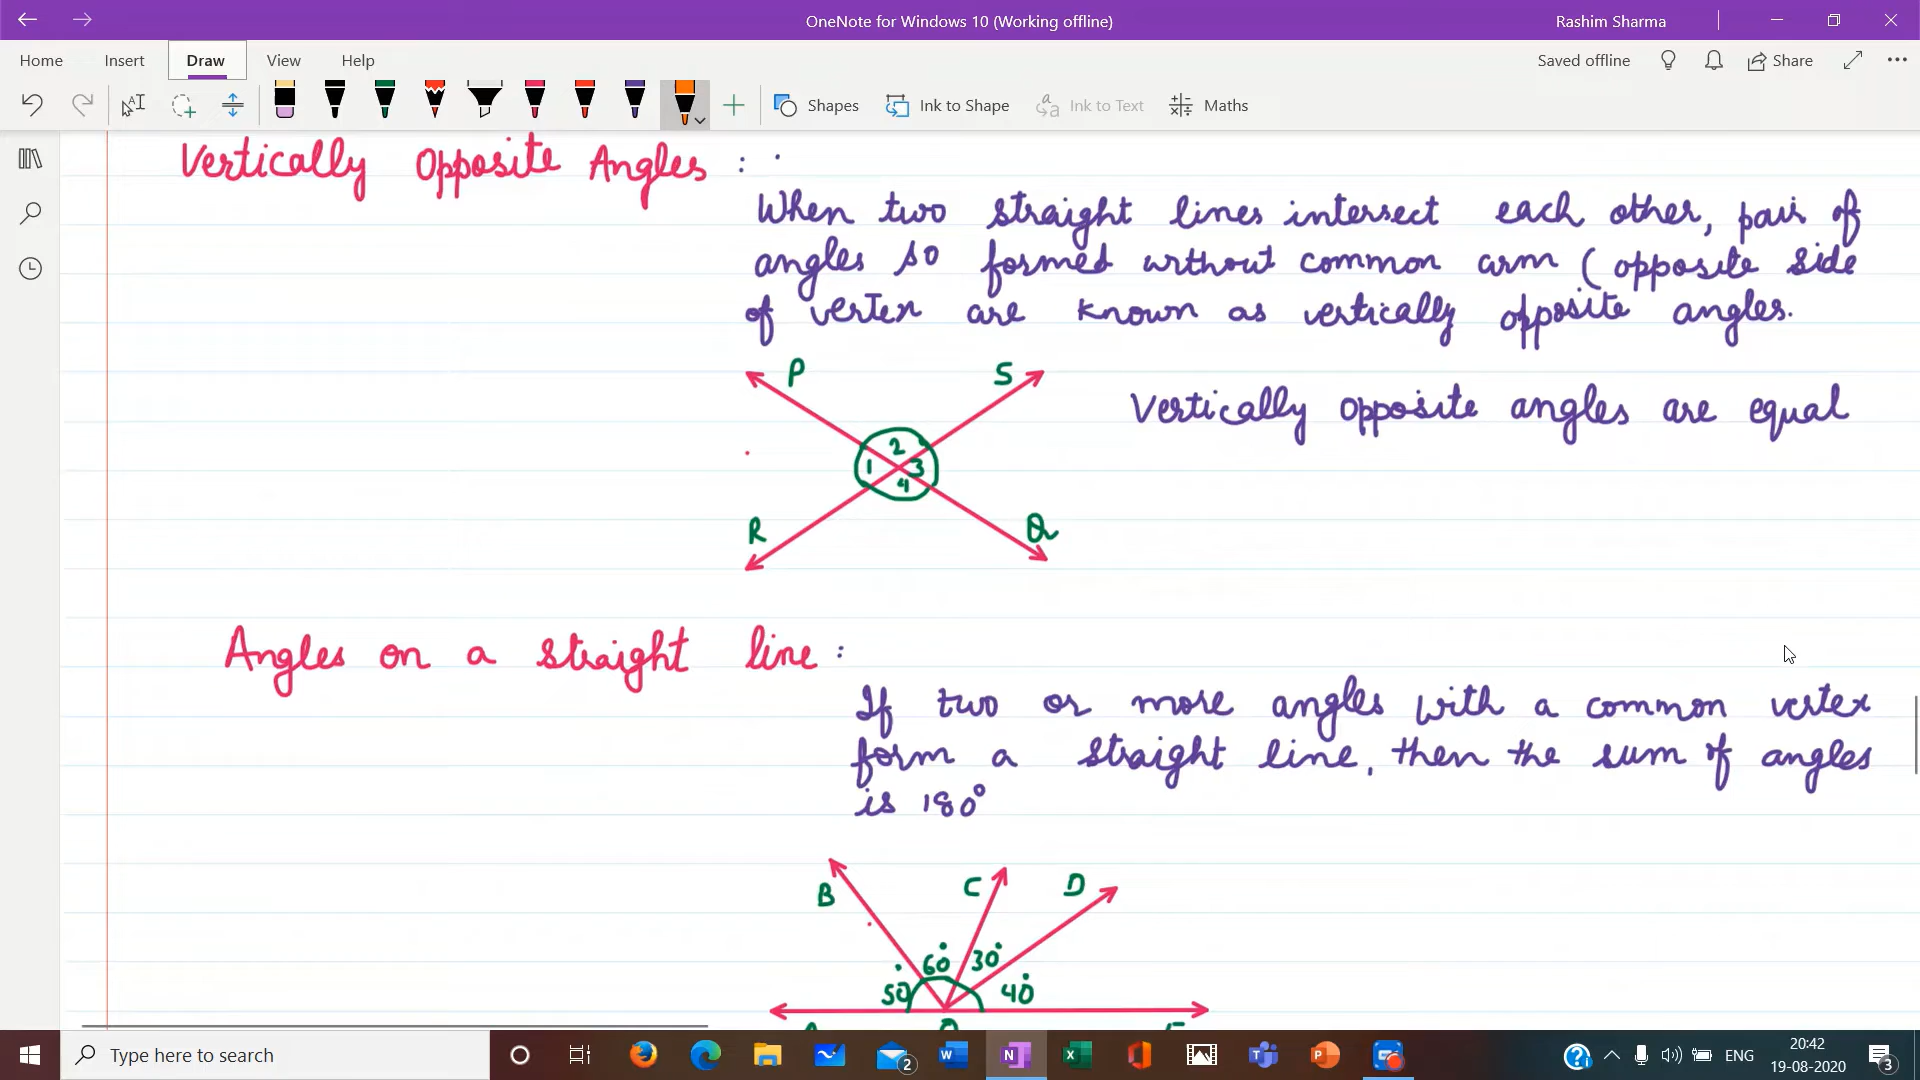 OneNote for Windows 10 (Working offline)
Rashim Sharma
Home Insert Draw View Help
Saved offline
Share
Shapes
Ink to Shape
Ink to Text
Maths
Vertically Opposite Angles :
When two straight lines intersect each other, pair of
angles so formed without common arm (opposite side
of vertex are known as vertically opposite angles.
P S
Vertically opposite angles are equal
2
1 3
4
R Q
Angles on a straight line :
If two or more angles with a common vertex
form a straight line, then the sum of angles
is 180°
B C D
50° 60° 30° 40°
Type here to search
2
ENG
20:42
19-08-2020
3